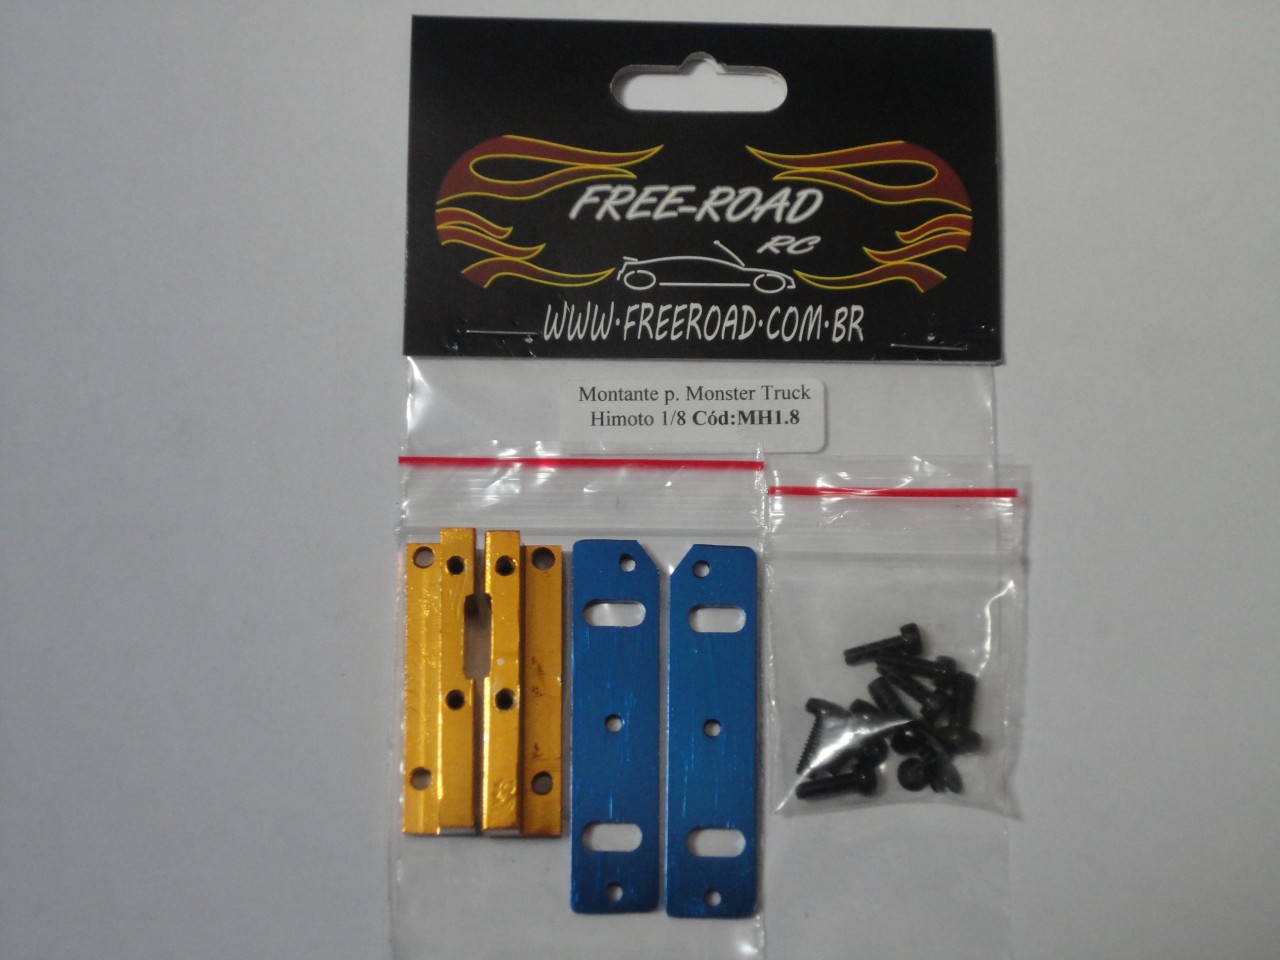 FREE-ROAD
RC
WWW.FREEROAD.COM.BR
Montante p. Monster Truck
Himoto 1/8 Cód:MH1.8